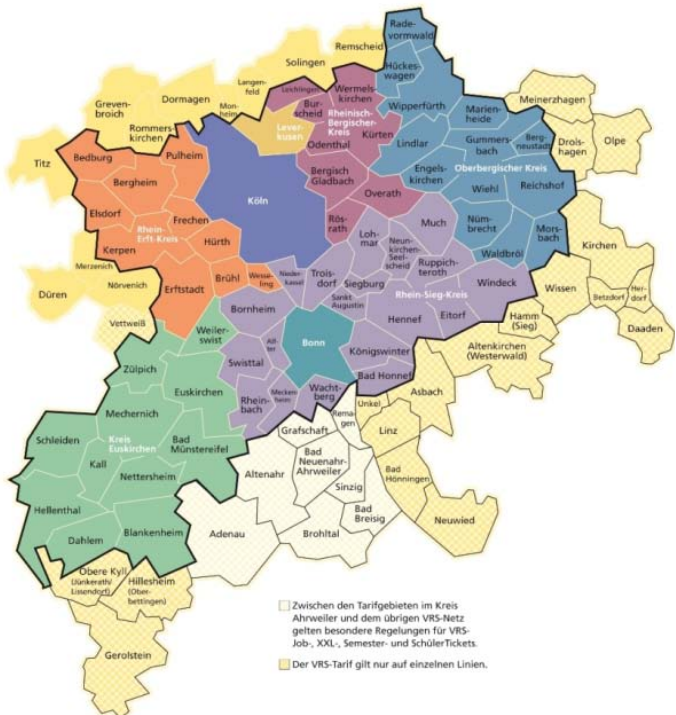 Rade-
vormwald
Remscheid
Hückes-
wagen
Solingen
Langen-
feld
Leichlingen
Wermels-
kirchen
Meinerzhagen
Dormagen
Mon-
heim
Greven-
broich
Bur-
scheid
Wipperfürth
Marien-
heide
Rheinisch-
Bergischer-
Kreis
Rommers-
kirchen
Lever-
kusen
Kürten
Gummers-
bach
Berg-
neustadt
Drois-
hagen
Olpe
Odenthal
Lindlar
Titz
Bedburg
Pulheim
Bergisch
Gladbach
Engels-
kirchen
Oberbergischer Kreis
Bergheim
Wiehl
Reichshof
Köln
Overath
Elsdorf
Frechen
Rös-
rath
Much
Nüm-
brecht
Mors-
bach
Rhein-
Erft-Kreis
Hürth
Loh-
mar
Neun-
kirchen-
Seel-
scheid
Kerpen
Waldbröl
Kirchen
Merzenich
Ruppich-
teroth
Brühl
Wesse-
ling
Nieder-
kassel
Trois-
dorf
Siegburg
Windeck
Düren
Nörvenich
Erftstadt
Rhein-Sieg-Kreis
Wissen
Betzdorf
Her-
dorf
Sankt
Augustin
Bornheim
Hennef
Eitorf
Hamm
(Sieg)
Daaden
Vettweiß
Weiler-
swist
Bonn
Altenkirchen
(Westerwald)
Alf-
ter
Swisttal
Königswinter
Zülpich
Bad Honnef
Euskirchen
Rhein-
bach
Mecken-
heim
Wacht-
berg
Asbach
Mechernich
Unkel
Rema-
gen
Grafschaft
Linz
Schleiden
Kreis
Euskirchen
Bad
Münstereifel
Kall
Altenahr
Bad
Neuenahr-
Ahrweiler
Bad
Hönningen
Nettersheim
Sinzig
Hellenthal
Bad
Breisig
Neuwied
Blankenheim
Adenau
Brohltal
Dahlem
Obere Kyll
(Jünkerath/
Lissendorf)
Hillesheim
(Ober-
bettingen)
Gerolstein
Zwischen den Tarifgebieten im Kreis
Ahrweiler und dem übrigen VRS-Netz
gelten besondere Regelungen für VRS-
Job-, XXL-, Semester- und SchülerTickets.
Der VRS-Tarif gilt nur auf einzelnen Linien.